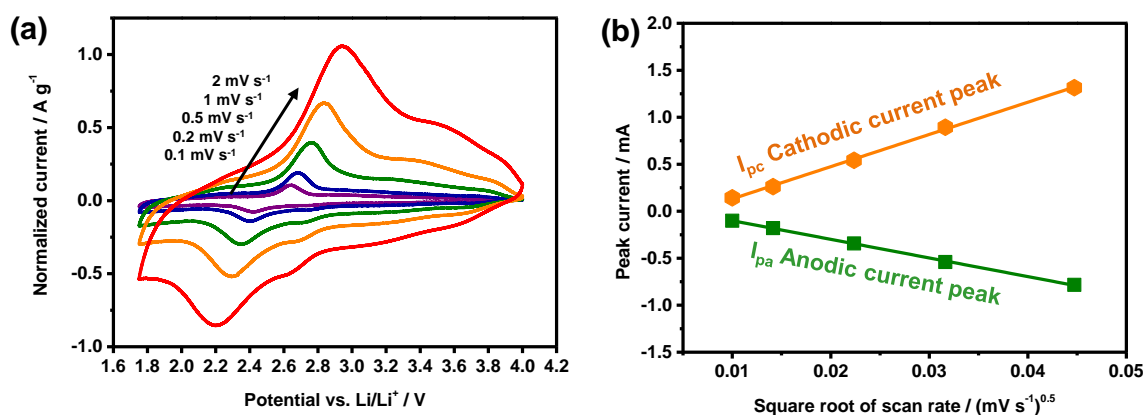 (a)
Normalized current / A g⁻¹
1.0
0.5
0.0
-0.5
-1.0
2 mV s⁻¹
1 mV s⁻¹
0.5 mV s⁻¹
0.2 mV s⁻¹
0.1 mV s⁻¹
1.6 1.8 2.0 2.2 2.4 2.6 2.8 3.0 3.2 3.4 3.6 3.8 4.0 4.2
Potential vs. Li/Li⁺ / V
(b)
Peak current / mA
2.0
1.5
1.0
0.5
0.0
-0.5
-1.0
-1.5
I_pc Cathodic current peak
I_pa Anodic current peak
0.01 0.02 0.03 0.04 0.05
Square root of scan rate / (mV s⁻¹)⁰·⁵